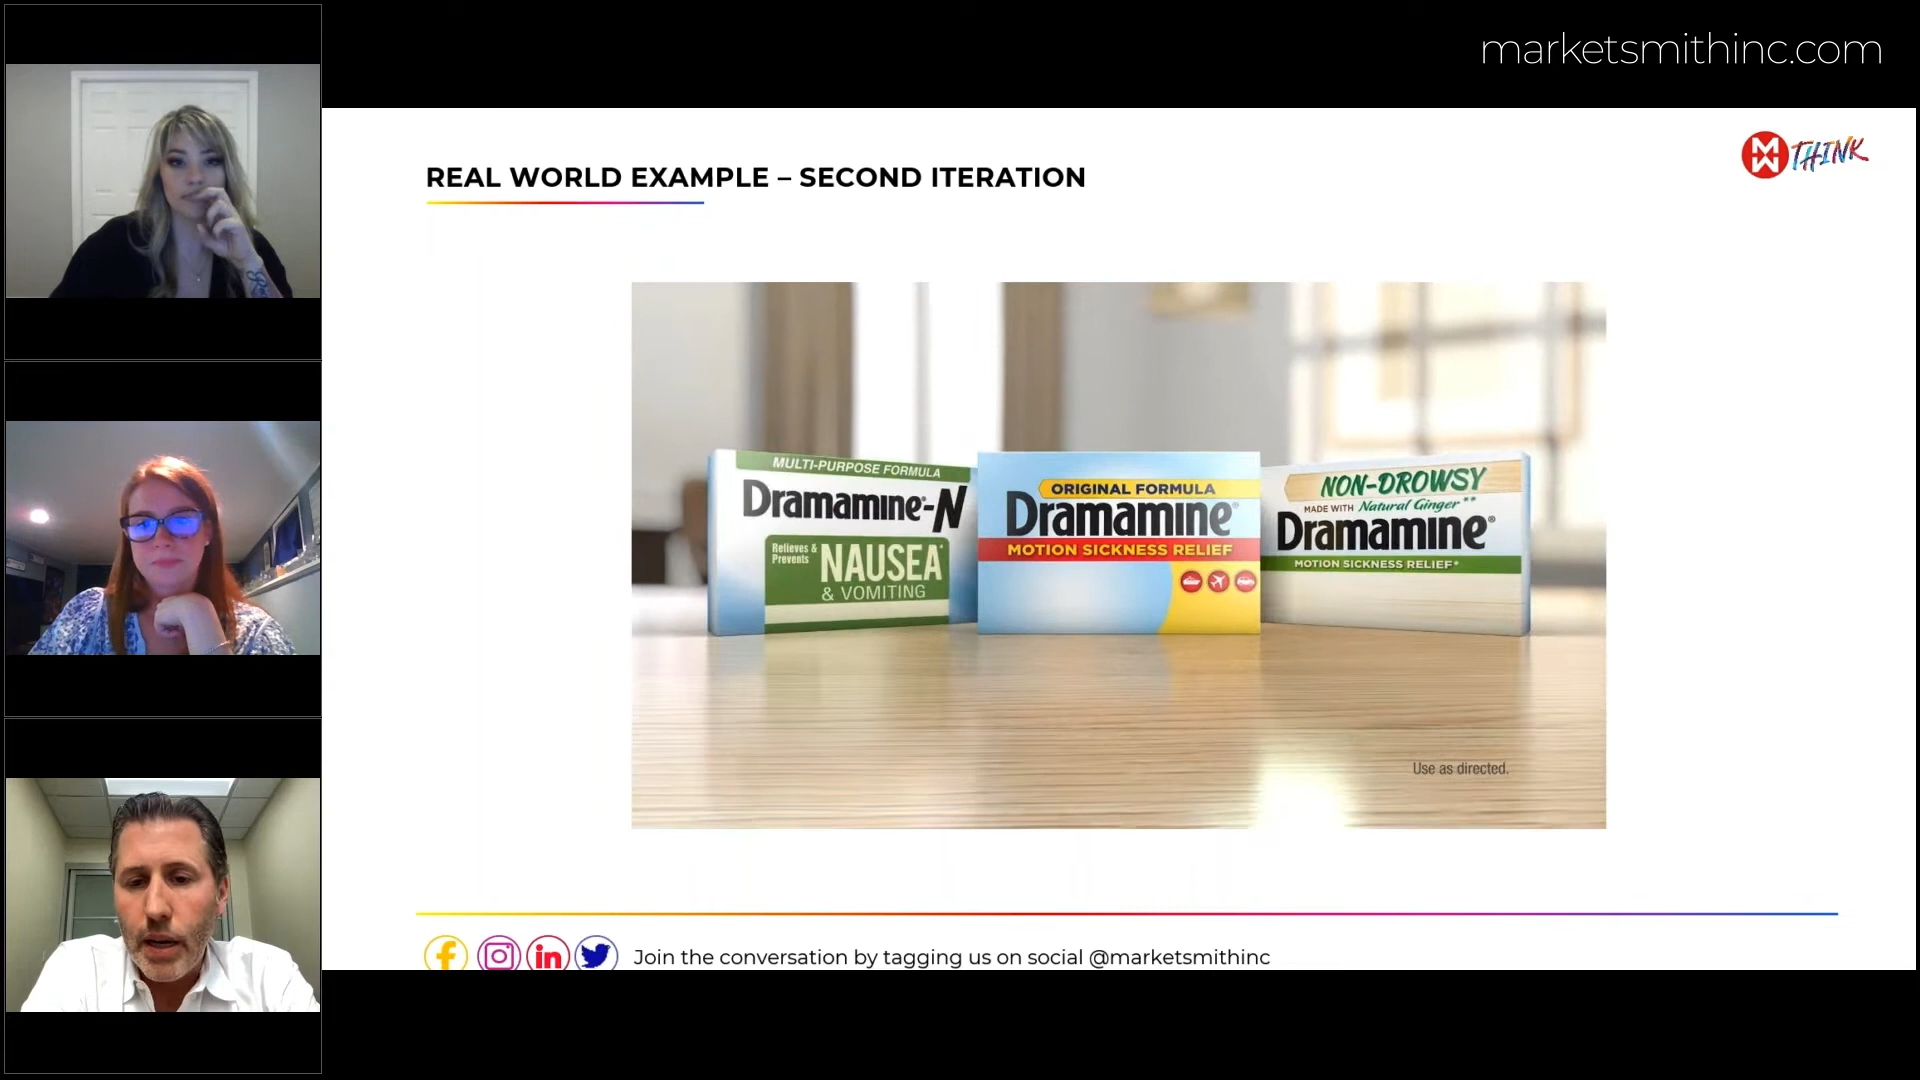 marketsmithinc.com
REAL WORLD EXAMPLE – SECOND ITERATION
THINK
MULTI-PURPOSE FORMULA
Dramamine®-N
Relieves &
Prevents
NAUSEA*
& VOMITING
ORIGINAL FORMULA
Dramamine®
MOTION SICKNESS RELIEF
NON-DROWSY
MADE WITH Natural Ginger**
Dramamine®
MOTION SICKNESS RELIEF*
Use as directed.
Join the conversation by tagging us on social @marketsmithinc